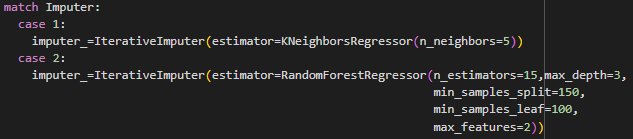 match Imputer:
  case 1:
    imputer_=IterativeImputer(estimator=KNeighborsRegressor(n_neighbors=5))
  case 2:
    imputer_=IterativeImputer(estimator=RandomForestRegressor(n_estimators=15,max_depth=3,
                                                              min_samples_split=150,
                                                              min_samples_leaf=100,
                                                              max_features=2))